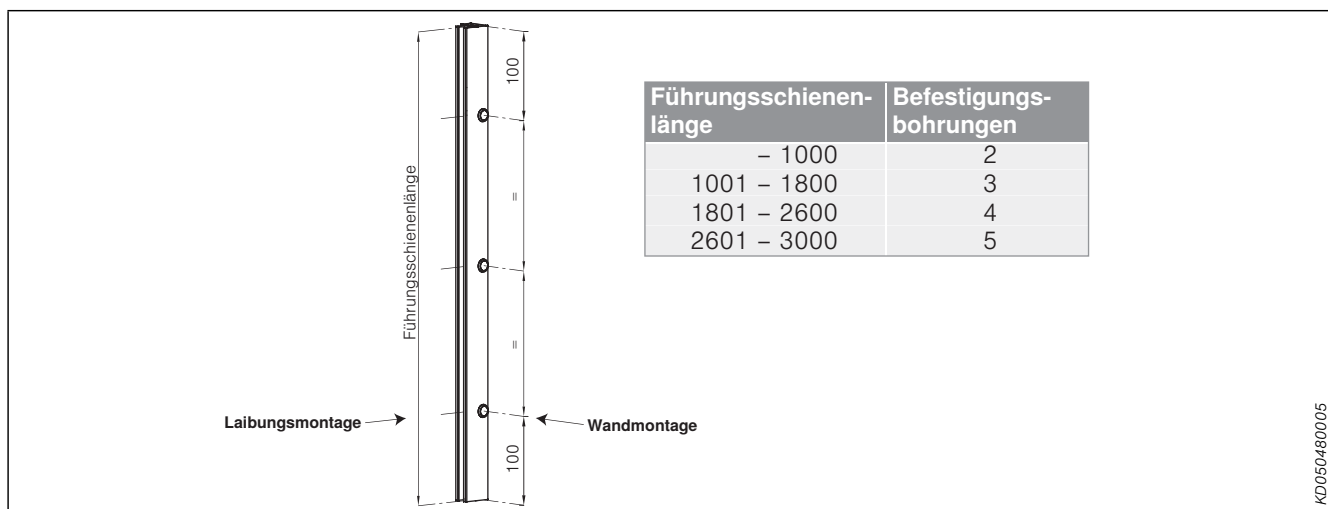 100
Führungsschienenlänge
=
=
100
Laibungsmontage
Wandmontage
Führungsschienen- Befestigungs-
länge bohrungen
– 1000 2
1001 – 1800 3
1801 – 2600 4
2601 – 3000 5
KD050480005